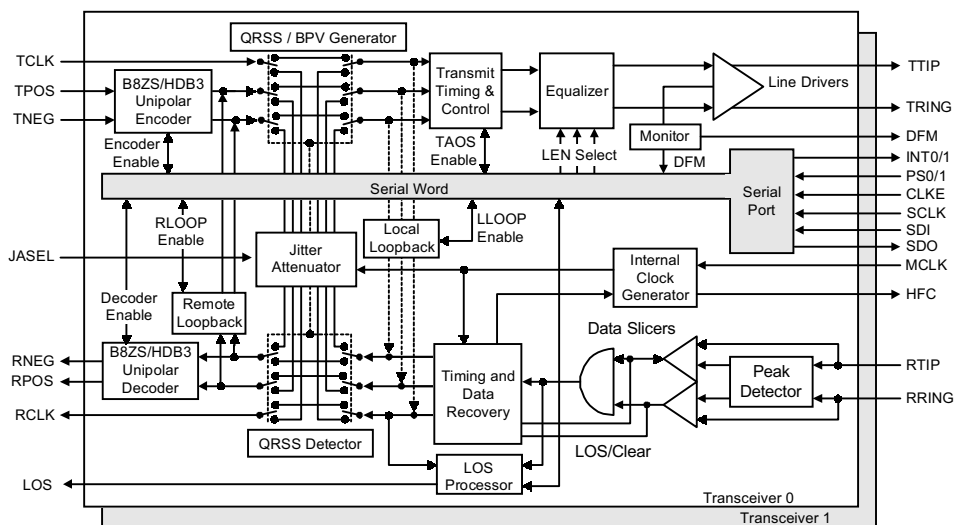 QRSS / BPV Generator
TCLK
TPOS
TNEG
B8ZS/HDB3
Unipolar
Encoder
Transmit
Timing &
Control
Equalizer
Line Drivers
TTIP
TRING
Monitor
DFM
Encoder
Enable
TAOS
Enable
LEN Select
DFM
INT0/1
PS0/1
CLKE
SCLK
SDI
SDO
Serial Word
Serial
Port
RLOOP
Enable
Local
Loopback
LLOOP
Enable
JASEL
Jitter
Attenuator
Internal
Clock
Generator
MCLK
HFC
Decoder
Enable
Remote
Loopback
Data Slicers
RNEG
RPOS
RCLK
B8ZS/HDB3
Unipolar
Decoder
Timing and
Data
Recovery
Peak
Detector
RTIP
RRING
QRSS Detector
LOS/Clear
LOS
LOS
Processor
Transceiver 0
Transceiver 1